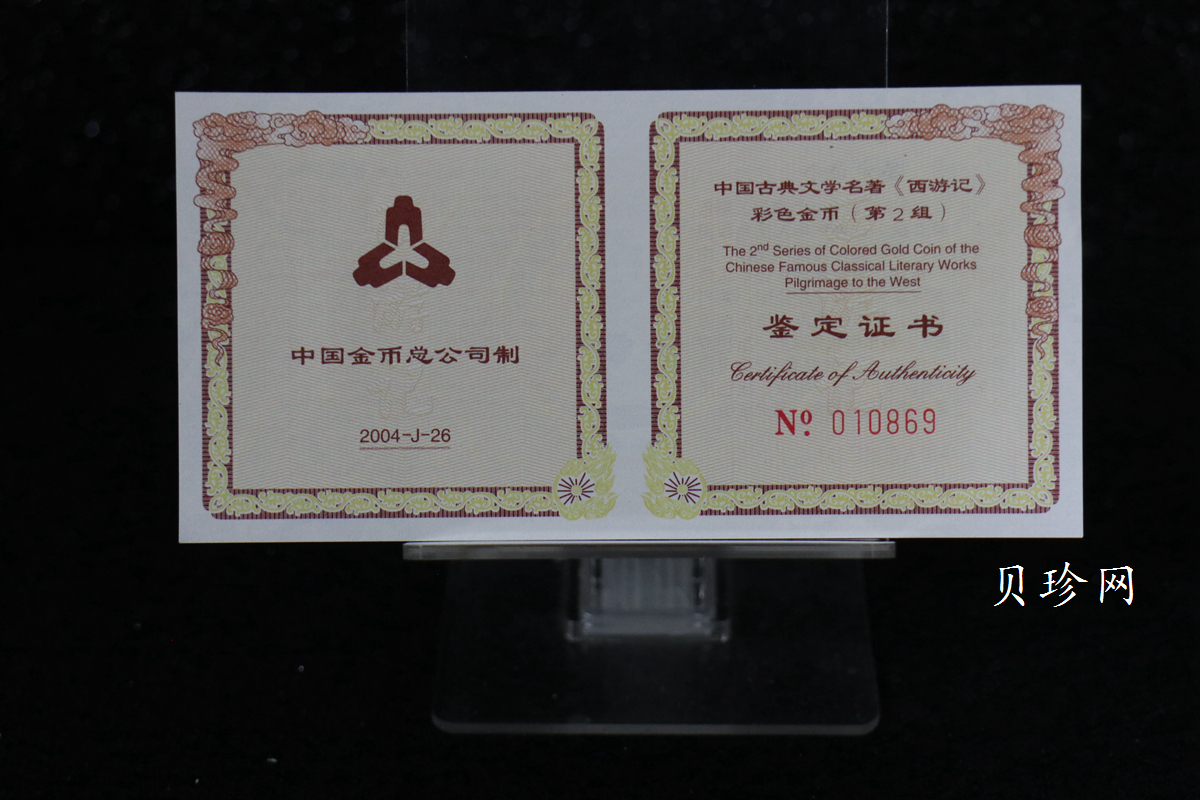 中国金币总公司制
2004-J-26
中国古典文学名著《西游记》
彩色金币（第2组）
The 2nd Series of Colored Gold Coin of the
Chinese Famous Classical Literary Works
Pilgrimage to the West
鉴定证书
Certificate of Authenticity
Nº 010869
贝珍网